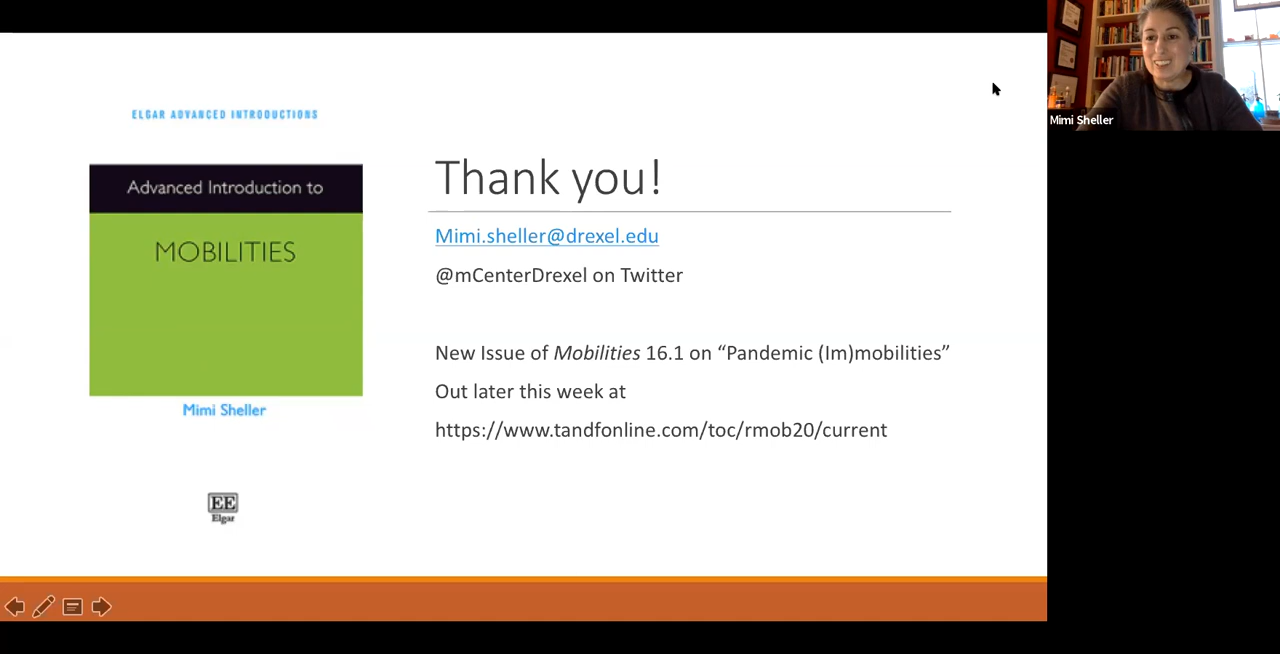 ELGAR ADVANCED INTRODUCTIONS
Advanced Introduction to
MOBILITIES
Mimi Sheller
EE
Elgar
Thank you!
Mimi.sheller@drexel.edu
@mCenterDrexel on Twitter
New Issue of Mobilities 16.1 on “Pandemic (Im)mobilities”
Out later this week at
https://www.tandfonline.com/toc/rmob20/current
Mimi Sheller